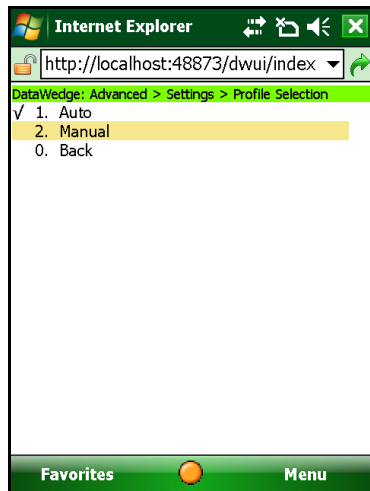 Internet Explorer
http://localhost:48873/dwui/index
DataWedge: Advanced > Settings > Profile Selection
√ 1. Auto
2. Manual
0. Back
Favorites Menu